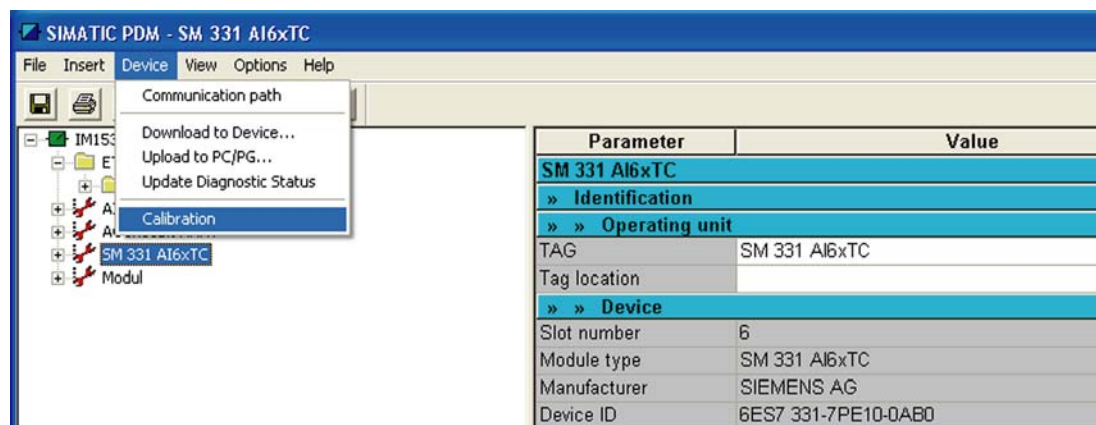 SIMATIC PDM - SM 331 AI6xTC
File Insert Device View Options Help
Communication path
Download to Device...
Upload to PC/PG...
Update Diagnostic Status
Calibration
IM153
SM 331 AI6xTC
Modul
Parameter Value
SM 331 AI6xTC
» Identification
» » Operating unit
TAG SM 331 AI6xTC
Tag location
» » Device
Slot number 6
Module type SM 331 AI6xTC
Manufacturer SIEMENS AG
Device ID 6ES7 331-7PE10-0AB0